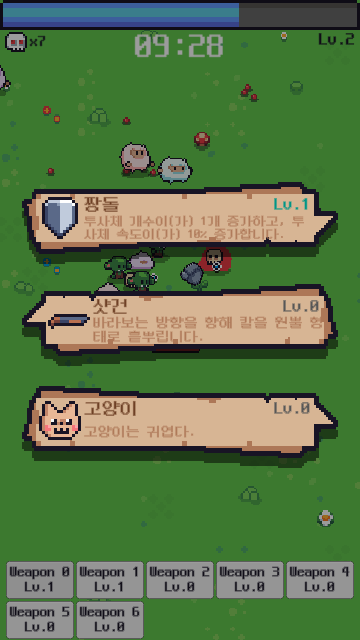 x7
09:28
Lv.2
짱돌
Lv.1
투사체 개수이(가) 1개 증가하고, 투
사체 속도이(가) 10% 증가합니다.
샷건
Lv.0
바라보는 방향을 향해 칼을 원뿔 형
태로 흩뿌립니다.
고양이
Lv.0
고양이는 귀엽다.
Weapon 0
Lv.1
Weapon 1
Lv.1
Weapon 2
Lv.0
Weapon 3
Lv.0
Weapon 4
Lv.0
Weapon 5
Lv.0
Weapon 6
Lv.0